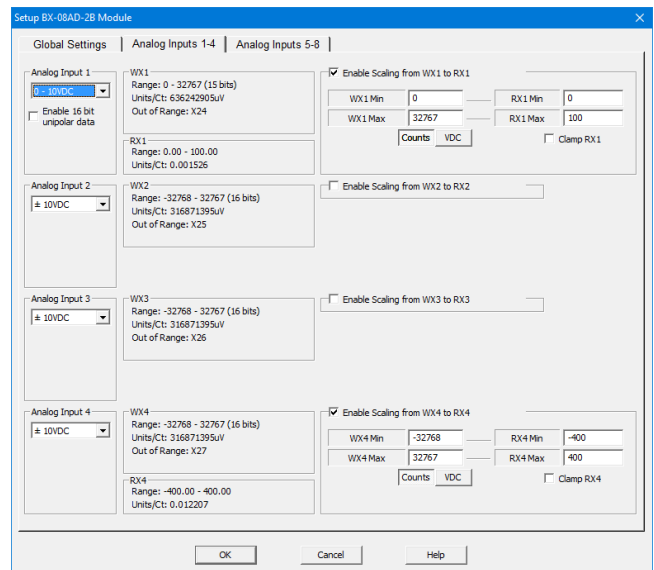 Setup BX-08AD-2B Module
Global Settings Analog Inputs 1-4 Analog Inputs 5-8
Analog Input 1
0 - 10VDC
Enable 16 bit
unipolar data
WX1
Range: 0 - 32767 (15 bits)
Units/Ct: 636242905uV
Out of Range: X24
RX1
Range: 0.00 - 100.00
Units/Ct: 0.001526
Enable Scaling from WX1 to RX1
WX1 Min 0 RX1 Min 0
WX1 Max 32767 RX1 Max 100
Counts VDC Clamp RX1
Analog Input 2
± 10VDC
WX2
Range: -32768 - 32767 (16 bits)
Units/Ct: 316871395uV
Out of Range: X25
Enable Scaling from WX2 to RX2
Analog Input 3
± 10VDC
WX3
Range: -32768 - 32767 (16 bits)
Units/Ct: 316871395uV
Out of Range: X26
Enable Scaling from WX3 to RX3
Analog Input 4
± 10VDC
WX4
Range: -32768 - 32767 (16 bits)
Units/Ct: 316871395uV
Out of Range: X27
RX4
Range: -400.00 - 400.00
Units/Ct: 0.012207
Enable Scaling from WX4 to RX4
WX4 Min -32768 RX4 Min -400
WX4 Max 32767 RX4 Max 400
Counts VDC Clamp RX4
OK Cancel Help